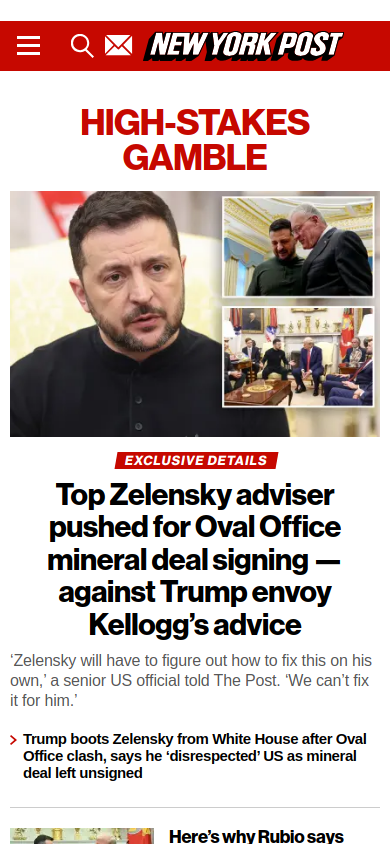 NEW YORK POST
HIGH-STAKES
GAMBLE
EXCLUSIVE DETAILS
Top Zelensky adviser
pushed for Oval Office
mineral deal signing —
against Trump envoy
Kellogg’s advice
‘Zelensky will have to figure out how to fix this on his
own,’ a senior US official told The Post. ‘We can’t fix
it for him.’
Trump boots Zelensky from White House after Oval
Office clash, says he ‘disrespected’ US as mineral
deal left unsigned
Here’s why Rubio says